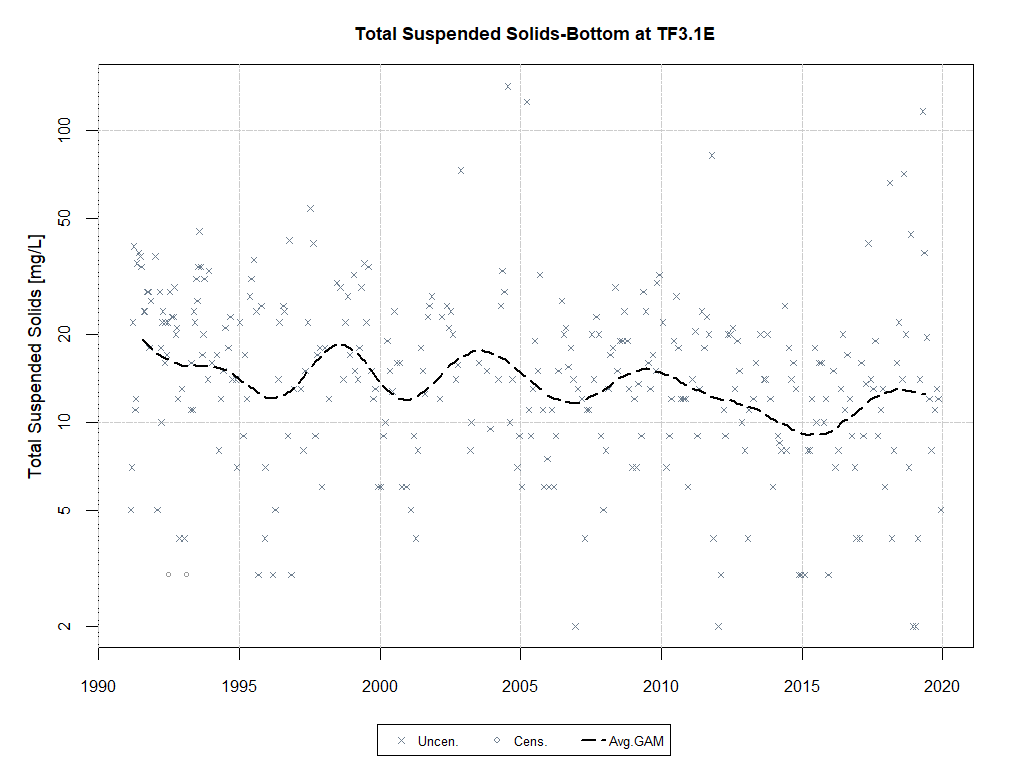 Total Suspended Solids-Bottom at TF3.1E
Total Suspended Solids [mg/L]
100
50
20
10
5
2
1990 1995 2000 2005 2010 2015 2020
Uncen. Cens. Avg.GAM